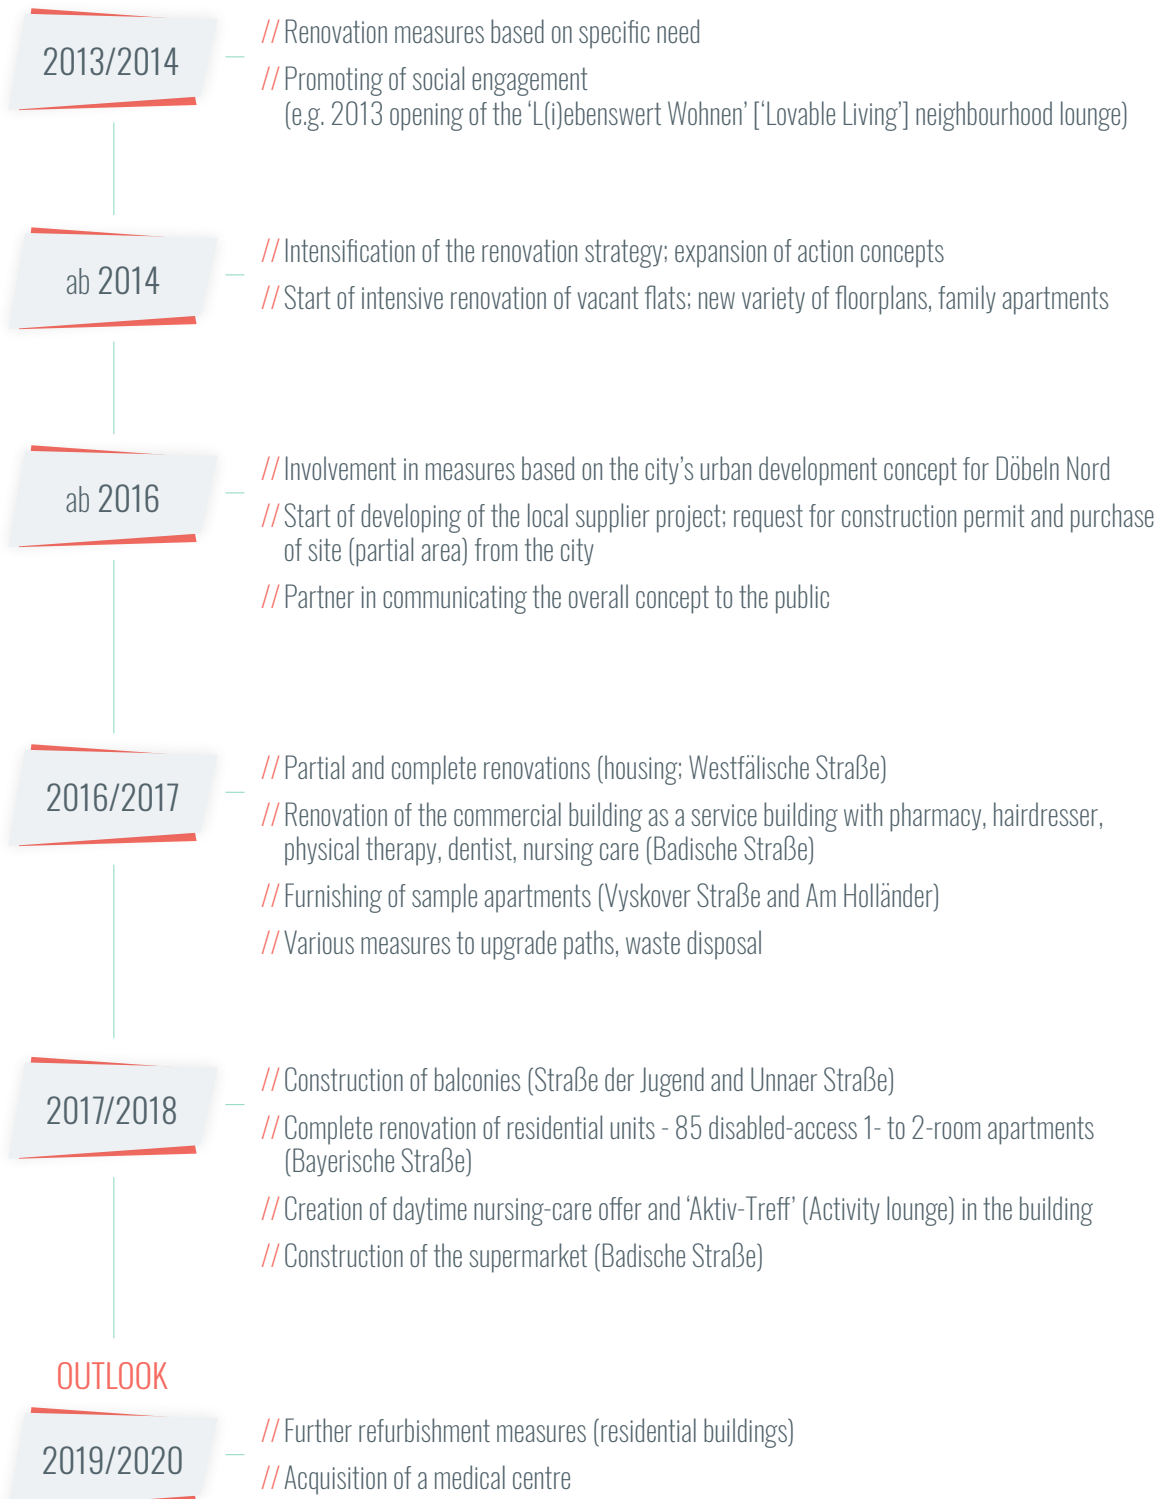 2013/2014
// Renovation measures based on specific need
// Promoting of social engagement
(e.g. 2013 opening of the ‘L(i)ebenswert Wohnen’ [‘Lovable Living’] neighbourhood lounge)
ab 2014
// Intensification of the renovation strategy; expansion of action concepts
// Start of intensive renovation of vacant flats; new variety of floorplans, family apartments
ab 2016
// Involvement in measures based on the city’s urban development concept for Döbeln Nord
// Start of developing of the local supplier project; request for construction permit and purchase
of site (partial area) from the city
// Partner in communicating the overall concept to the public
2016/2017
// Partial and complete renovations (housing; Westfälische Straße)
// Renovation of the commercial building as a service building with pharmacy, hairdresser,
physical therapy, dentist, nursing care (Badische Straße)
// Furnishing of sample apartments (Vyskover Straße and Am Holländer)
// Various measures to upgrade paths, waste disposal
2017/2018
// Construction of balconies (Straße der Jugend and Unnaer Straße)
// Complete renovation of residential units - 85 disabled-access 1- to 2-room apartments
(Bayerische Straße)
// Creation of daytime nursing-care offer and ‘Aktiv-Treff’ (Activity lounge) in the building
// Construction of the supermarket (Badische Straße)
OUTLOOK
2019/2020
// Further refurbishment measures (residential buildings)
// Acquisition of a medical centre